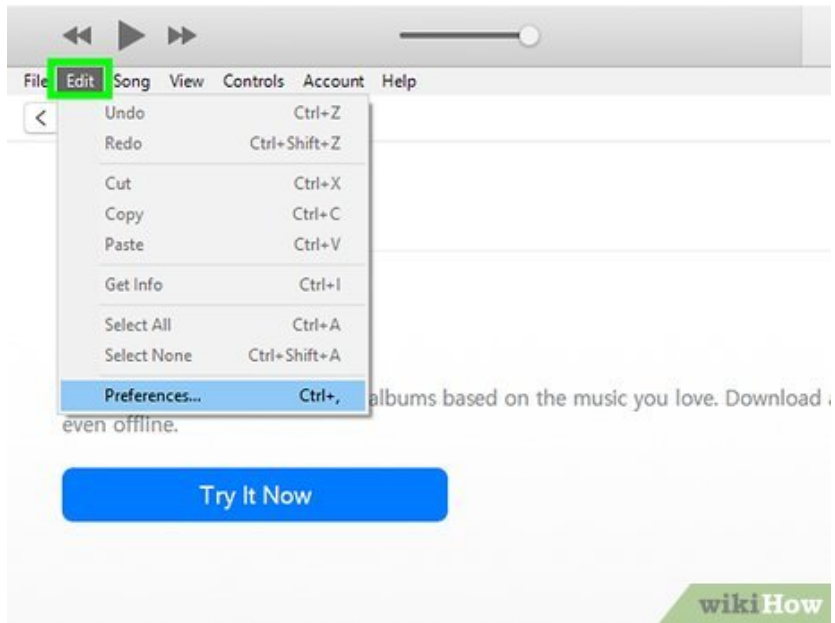 File Edit Song View Controls Account Help
<
Undo Ctrl+Z
Redo Ctrl+Shift+Z
Cut Ctrl+X
Copy Ctrl+C
Paste Ctrl+V
Get Info Ctrl+I
Select All Ctrl+A
Select None Ctrl+Shift+A
Preferences... Ctrl+,
albums based on the music you love. Download
even offline.
Try It Now
wikiHow